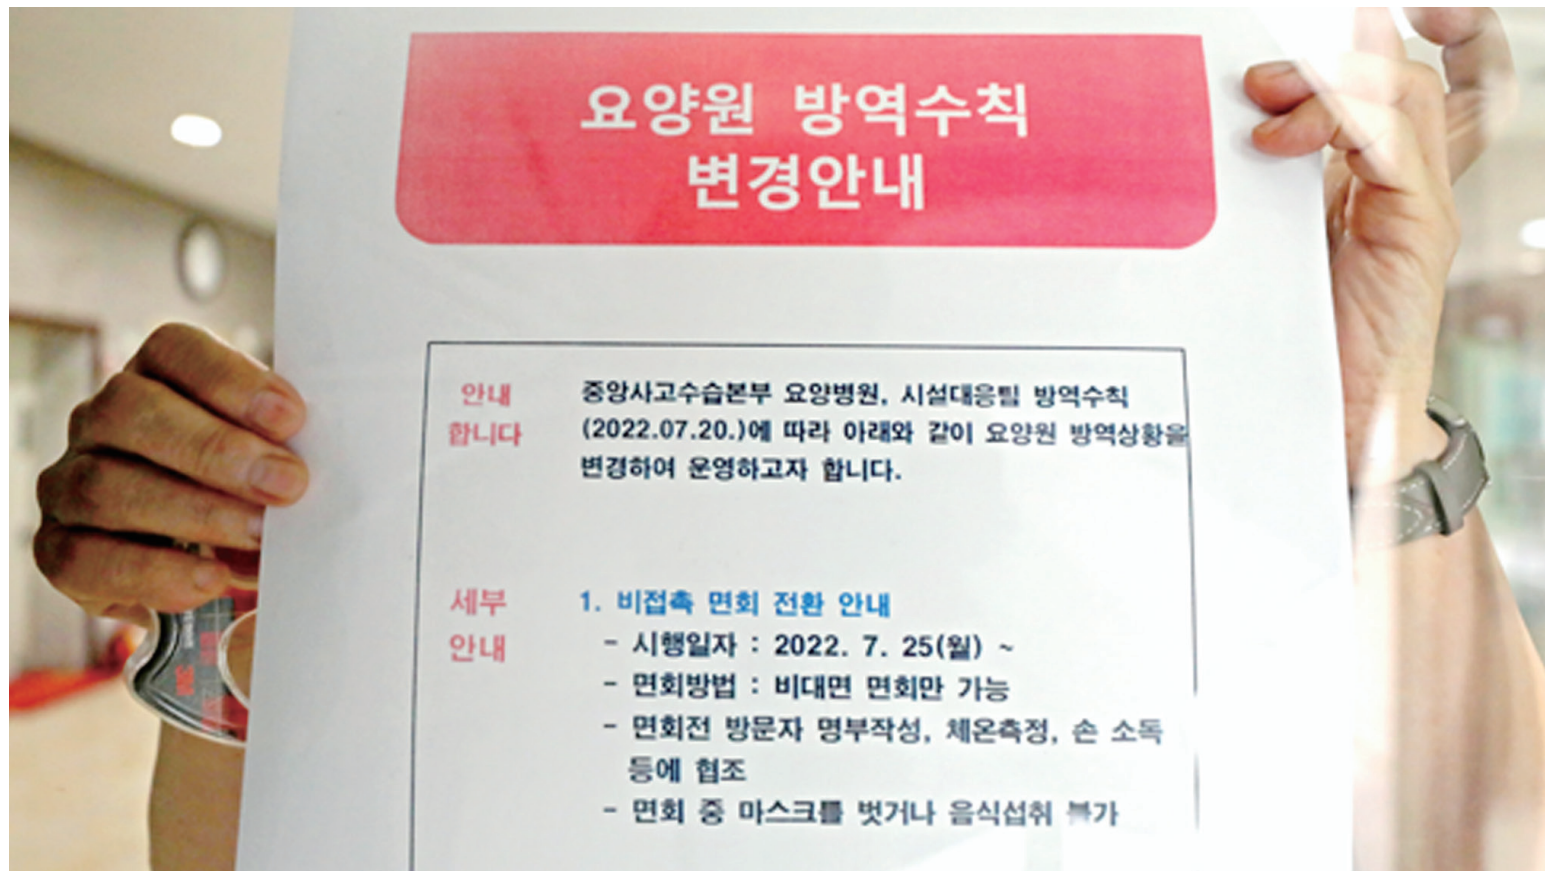 요양원 방역수칙
변경안내
안내
합니다
중앙사고수습본부 요양병원, 시설대응팀 방역수칙
(2022.07.20.)에 따라 아래와 같이 요양원 방역상황을
변경하여 운영하고자 합니다.
세부
안내
1. 비접촉 면회 전환 안내
- 시행일자 : 2022. 7. 25(월) ~
- 면회방법 : 비대면 면회만 가능
- 면회전 방문자 명부작성, 체온측정, 손 소독
등에 협조
- 면회 중 마스크를 벗거나 음식섭취 불가